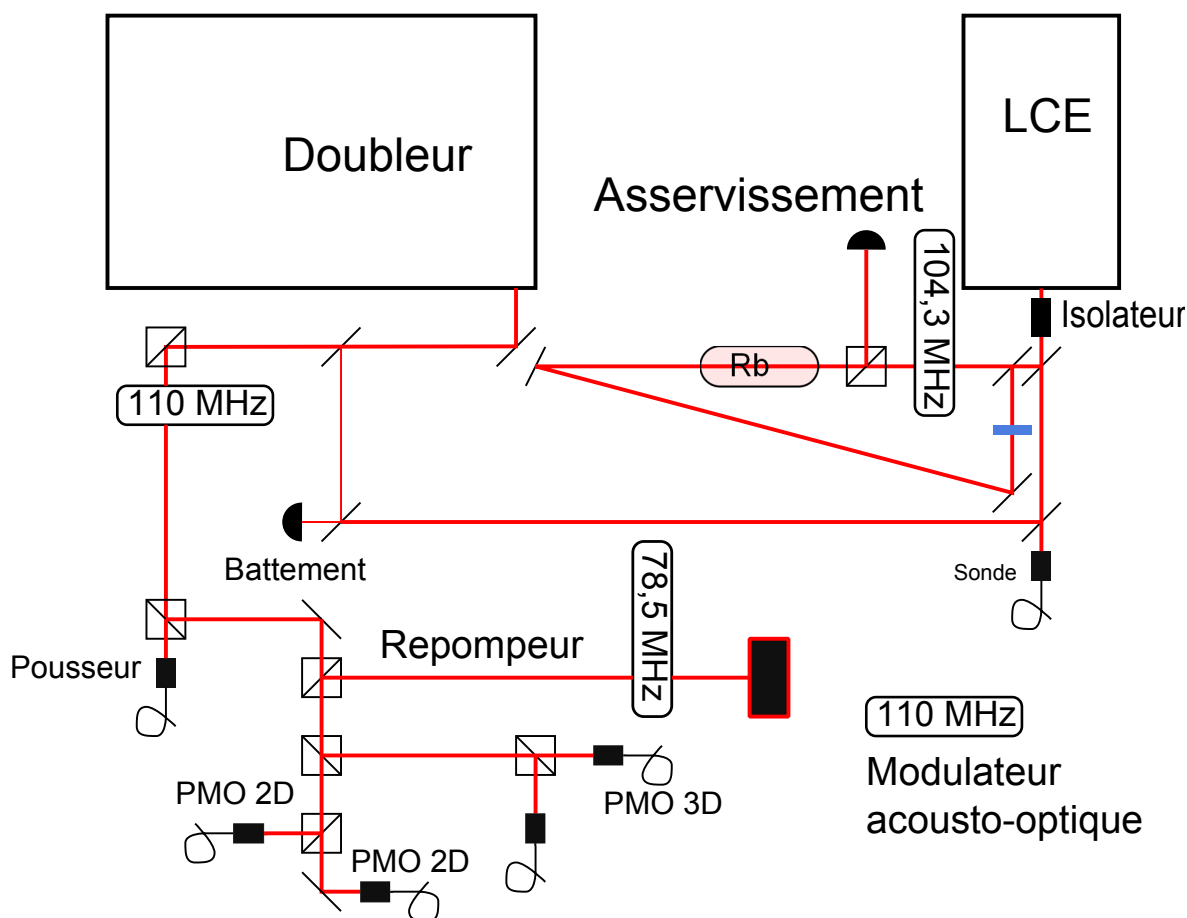 Doubleur
LCE
Asservissement
104,3 MHz
Isolateur
Rb
110 MHz
Battement
78,5 MHz
Sonde
Repompeur
Pousseur
110 MHz
Modulateur
acousto-optique
PMO 2D
PMO 3D
PMO 2D